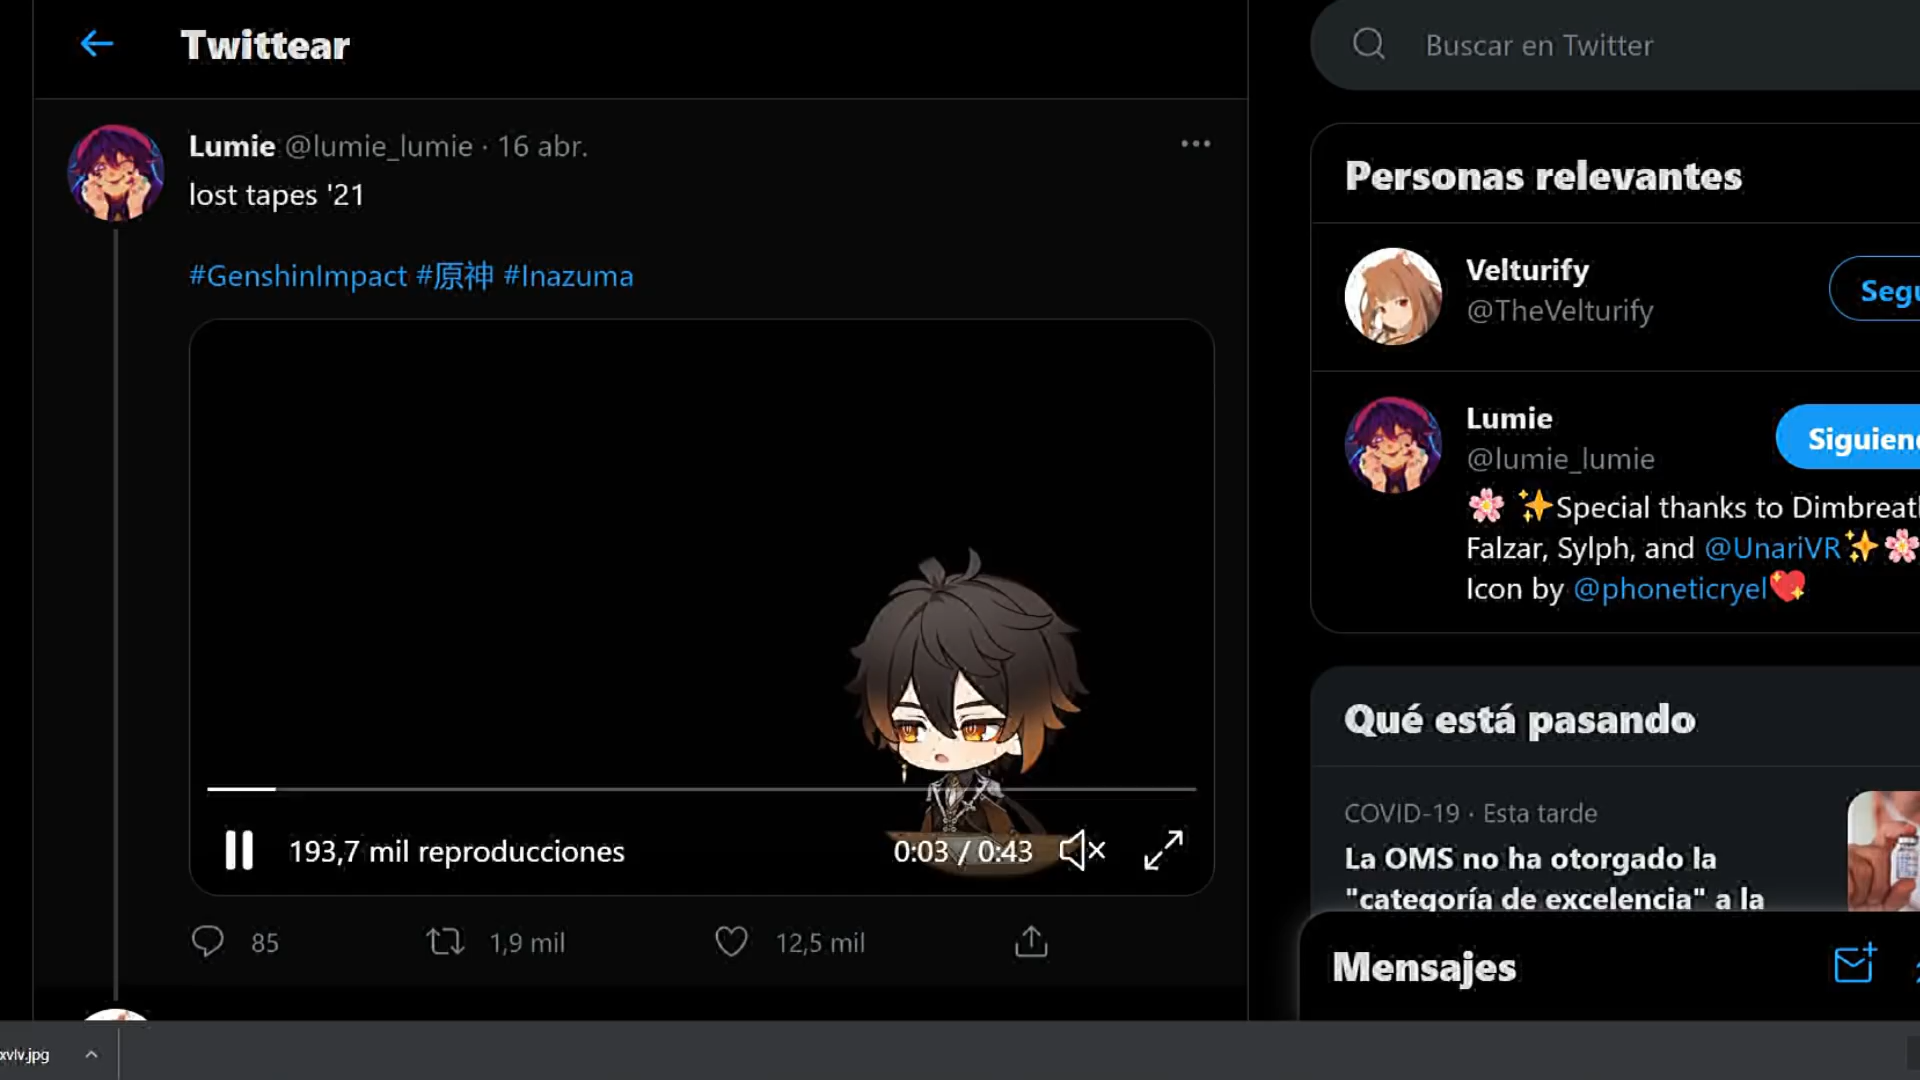 Twittear
Lumie @lumie_lumie · 16 abr.
lost tapes '21
#GenshinImpact #原神 #Inazuma
193,7 mil reproducciones
0:03 / 0:43
85
1,9 mil
12,5 mil
Buscar en Twitter
Personas relevantes
Velturify
@TheVelturify
Segu
Lumie
@lumie_lumie
Siguiend
🌸 ✨Special thanks to Dimbreath
Falzar, Sylph, and @UnariVR✨🌸
Icon by @phoneticryel💖
Qué está pasando
COVID-19 · Esta tarde
La OMS no ha otorgado la
"categoría de excelencia" a la
Mensajes
xvlv.jpg